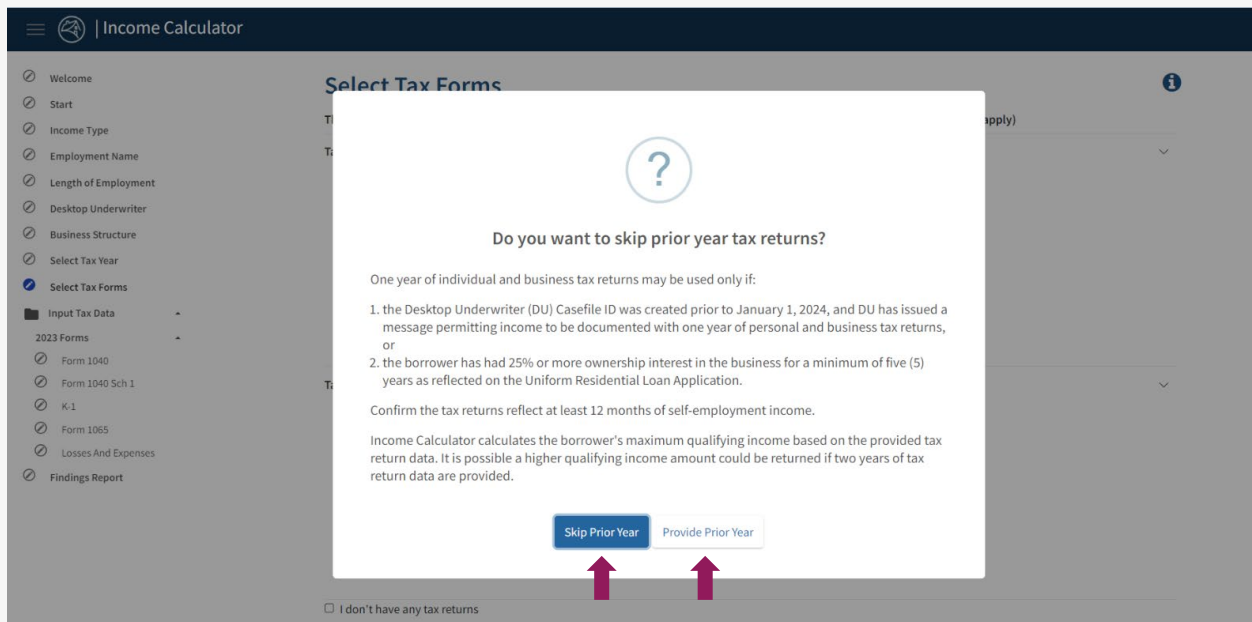 | Income Calculator
Welcome
Start
Income Type
Employment Name
Length of Employment
Desktop Underwriter
Business Structure
Select Tax Year
Select Tax Forms
Input Tax Data
2023 Forms
Form 1040
Form 1040 Sch 1
K-1
Form 1065
Losses And Expenses
Findings Report
Select Tax Forms
apply)
?
Do you want to skip prior year tax returns?
One year of individual and business tax returns may be used only if:
1. the Desktop Underwriter (DU) Casefile ID was created prior to January 1, 2024, and DU has issued a
message permitting income to be documented with one year of personal and business tax returns,
or
2. the borrower has had 25% or more ownership interest in the business for a minimum of five (5)
years as reflected on the Uniform Residential Loan Application.
Confirm the tax returns reflect at least 12 months of self-employment income.
Income Calculator calculates the borrower's maximum qualifying income based on the provided tax
return data. It is possible a higher qualifying income amount could be returned if two years of tax
return data are provided.
Skip Prior Year
Provide Prior Year
I don't have any tax returns